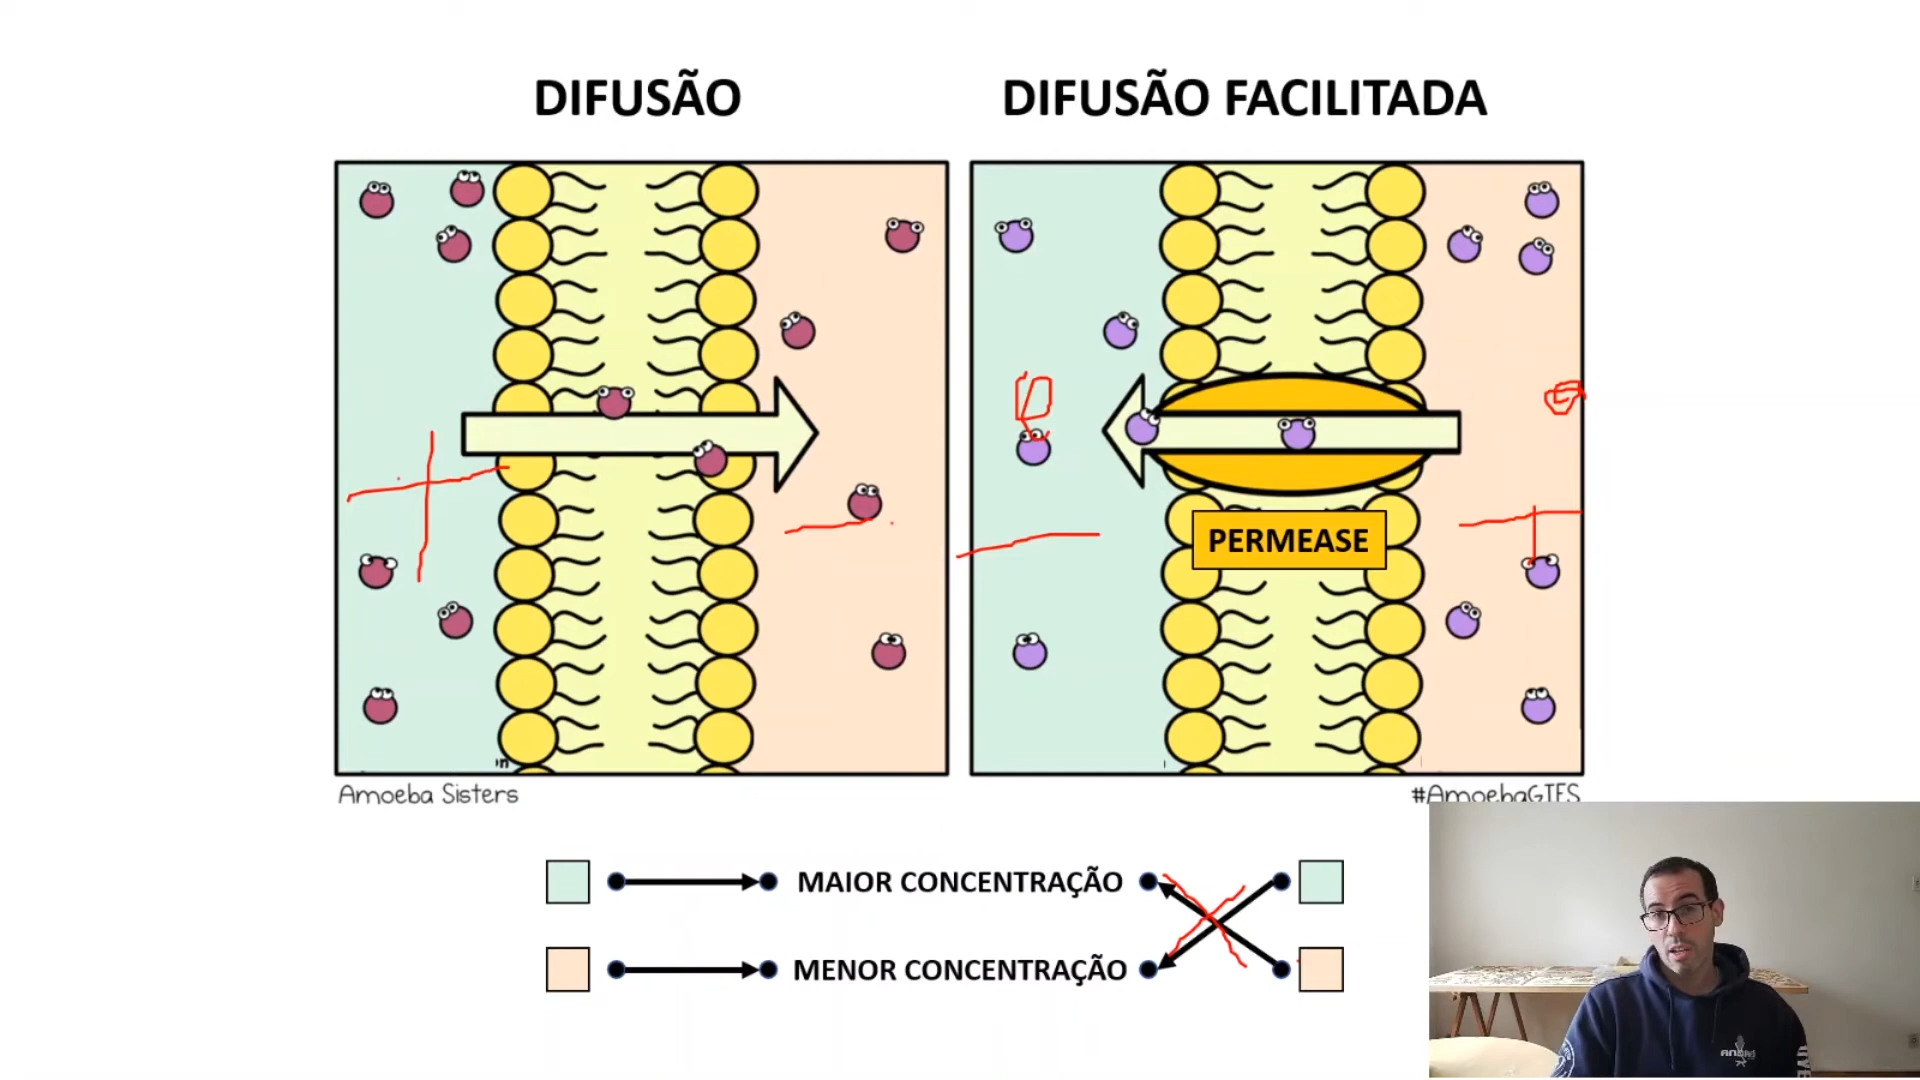 DIFUSÃO
DIFUSÃO FACILITADA
PERMEASE
Amoeba Sisters
#AmoebaGIFS
MAIOR CONCENTRAÇÃO
MENOR CONCENTRAÇÃO